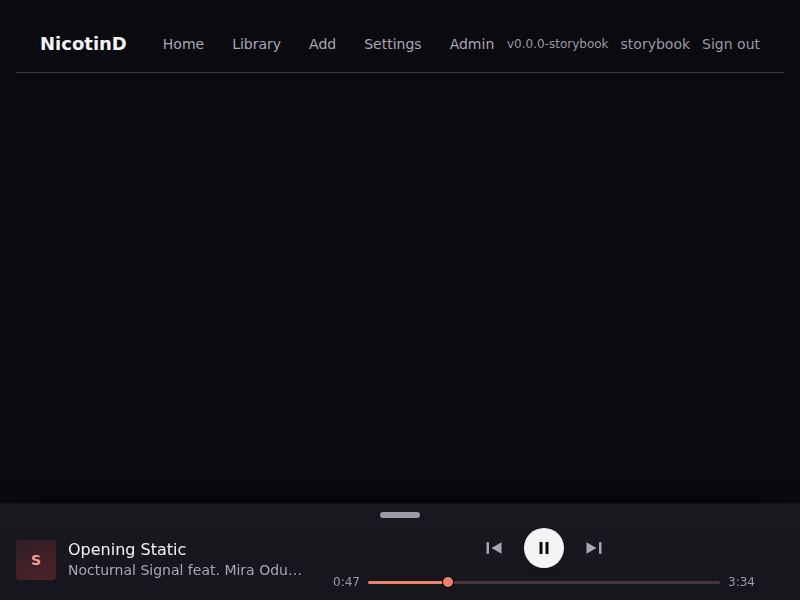 NicotinD Home Library Add Settings Admin v0.0.0-storybook storybook Sign out
S
Opening Static
Nocturnal Signal feat. Mira Odu...
0:47
3:34